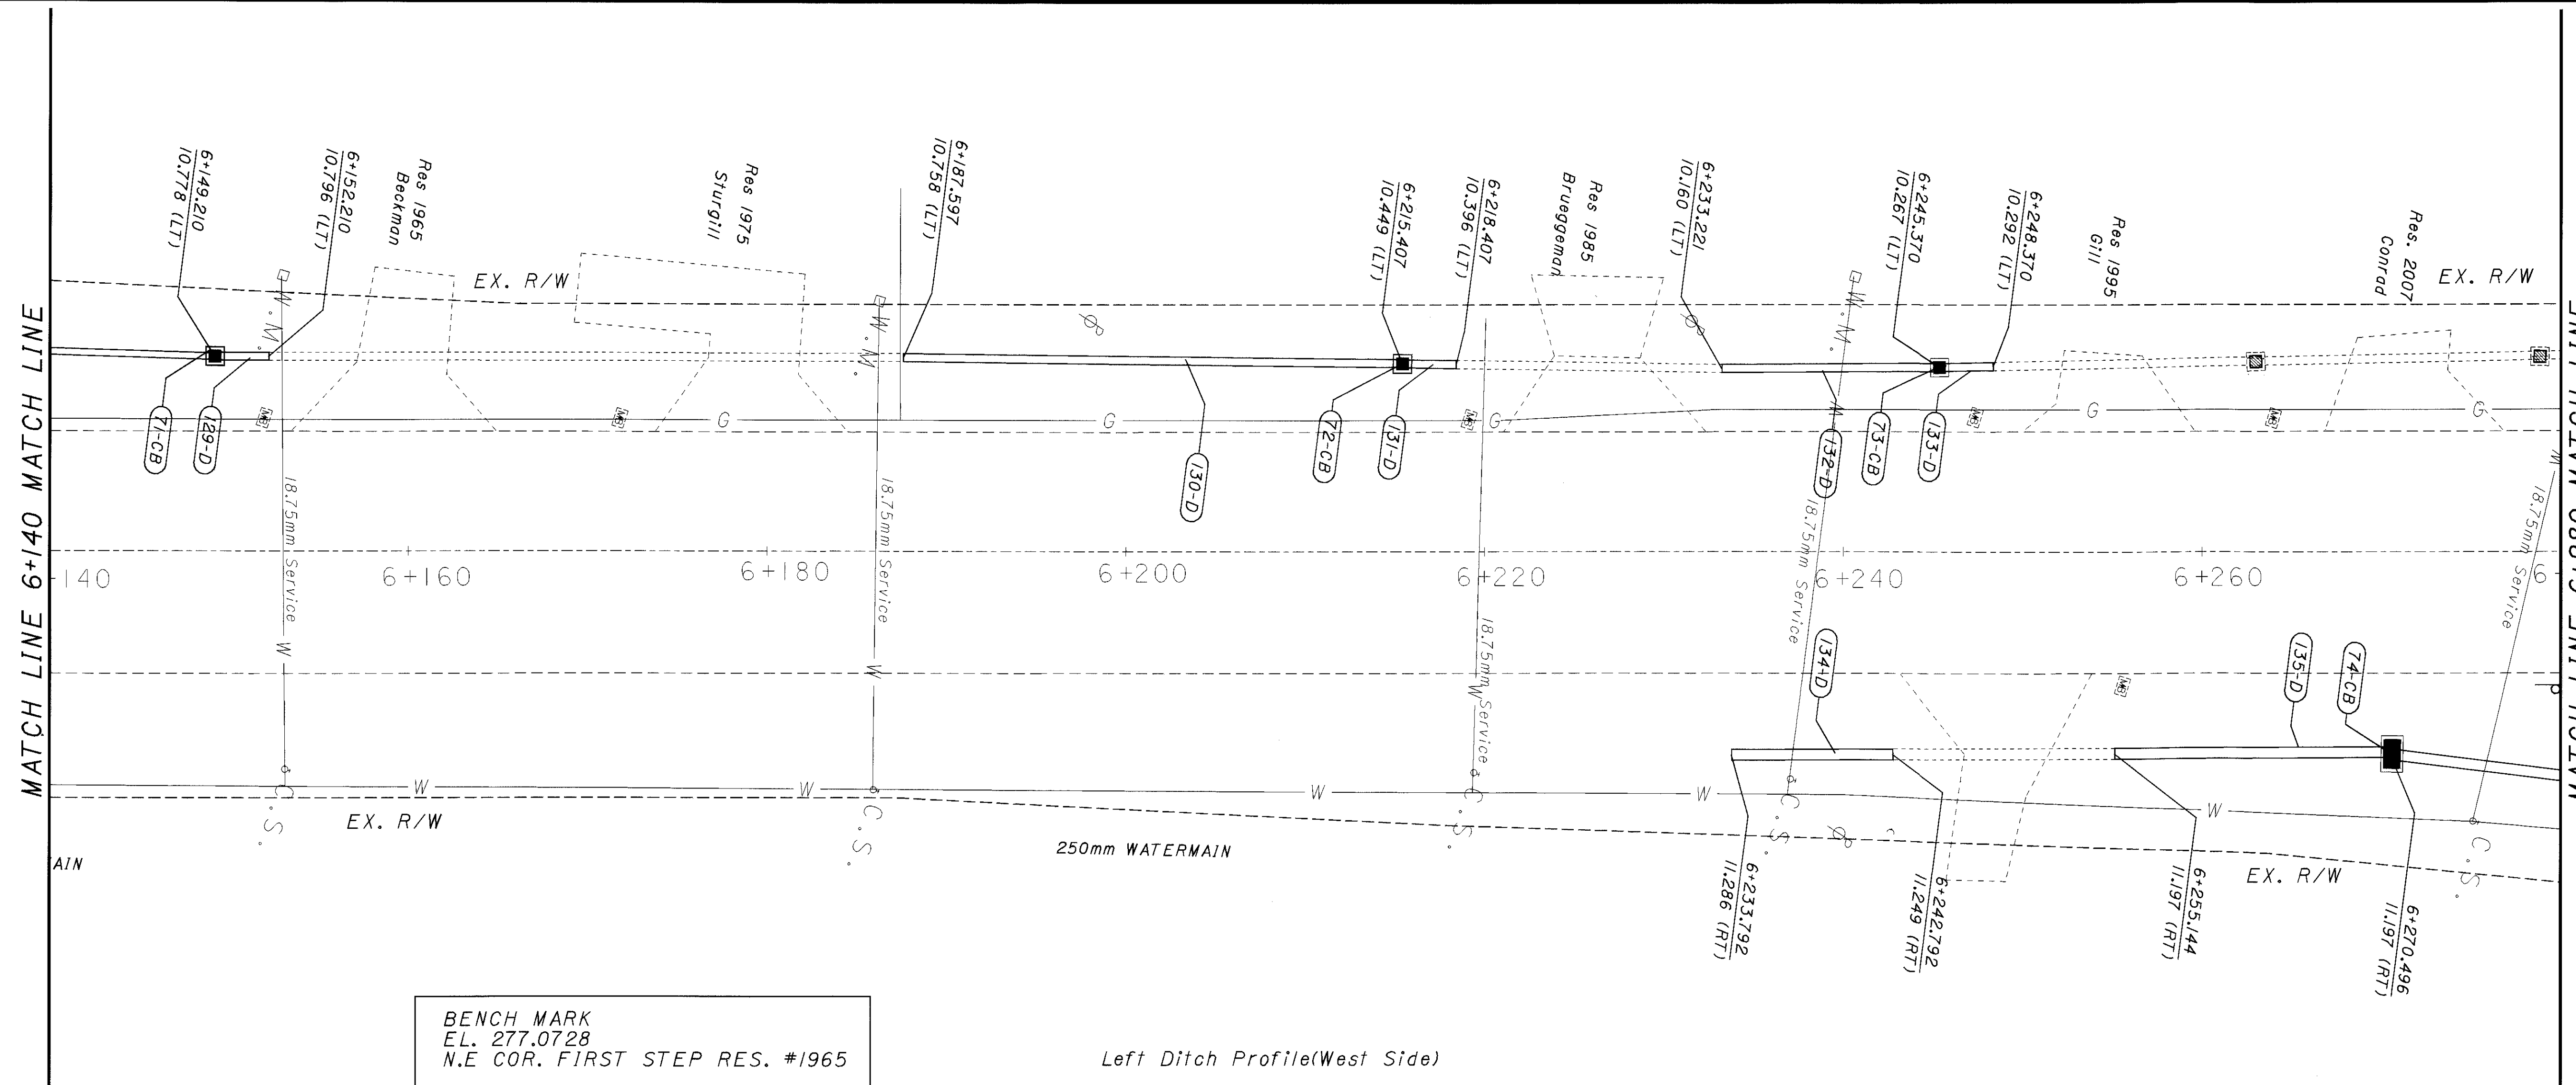 MATCH LINE 6+140 MATCH LINE
6+149.210
10.778 (LT)
6+152.210
10.796 (LT)
Res 1965
Beckman
Res 1975
Sturgill
6+187.597
10.758 (LT)
6+215.407
10.449 (LT)
6+218.407
10.396 (LT)
Res 1985
Brueggeman
6+233.221
10.160 (LT)
6+245.370
10.267 (LT)
6+248.370
10.292 (LT)
Res 1995
Gill
Res. 2007
Conrad
EX. R/W
EX. R/W
W.M.
W.M.
W.M.
71-CB
129-D
MB
MB
G
G
130-D
72-CB
131-D
MB
G
132-D
73-CB
133-D
MB
G
MB
G
W
18.75mm Service
18.75mm Service
18.75mm Service
18.75mm Service
18.75mm Service
140
6+160
6+180
6+200
6+220
6+240
6+260
6
W
W
W
W
134-D
MB
135-D
74-CB
W
W
W
W
W
C.S.
C.S.
C.S.
C.S.
C.S.
EX. R/W
250mm WATERMAIN
EX. R/W
AIN
6+233.792
11.286 (RT)
6+242.792
11.249 (RT)
6+255.144
11.197 (RT)
6+270.496
11.197 (RT)
BENCH MARK
EL. 277.0728
N.E COR. FIRST STEP RES. #1965
Left Ditch Profile(West Side)